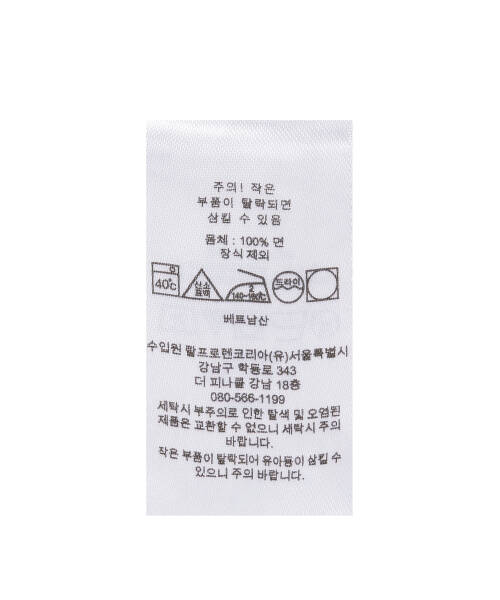 주의! 작은
부품이 탈락되면
삼킬 수 있음
몸체 : 100% 면
장식 제외
40℃ 산소 표백 2 140~160℃ 드라이
베트남산
수입원 랄프로렌코리아(유)서울특별시
강남구 학동로 343
더 피나클 강남 18층
080-566-1199
세탁시 부주의로 인한 탈색 및 오염된
제품은 교환할 수 없으니 세탁시 주의
바랍니다.
작은 부품이 탈락되어 유아등이 삼킬 수
있으니 주의 바랍니다.